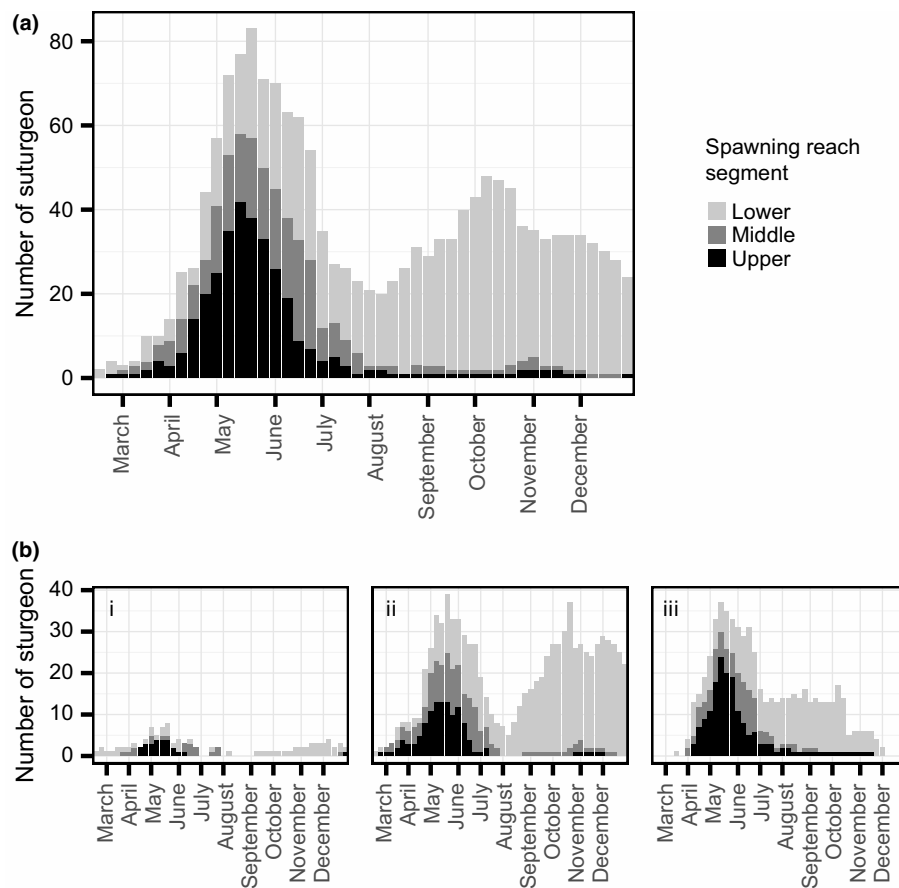 (a)
Number of suturgeon
80
60
40
20
0
March
April
May
June
July
August
September
October
November
December
Spawning reach
segment
Lower
Middle
Upper
(b)
Number of sturgeon
40
30
20
10
0
i
ii
iii
March
April
May
June
July
August
September
October
November
December
March
April
May
June
July
August
September
October
November
December
March
April
May
June
July
August
September
October
November
December